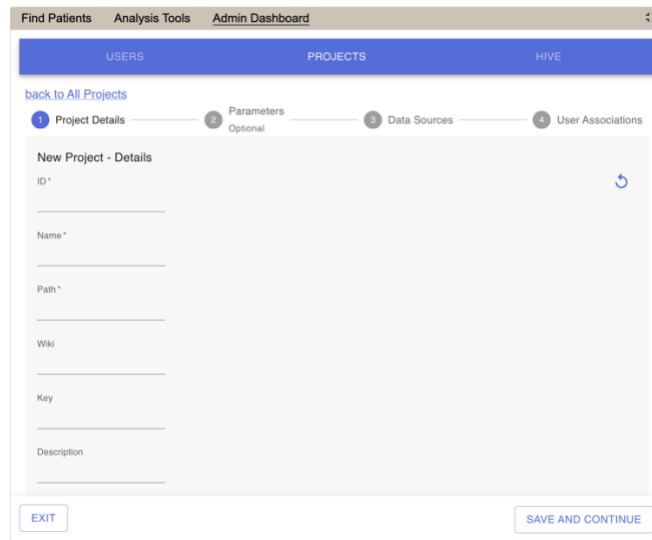 Find Patients Analysis Tools Admin Dashboard
USERS PROJECTS HIVE
back to All Projects
1 Project Details 2 Parameters Optional 3 Data Sources 4 User Associations
New Project - Details
ID *
Name *
Path *
Wiki
Key
Description
EXIT SAVE AND CONTINUE